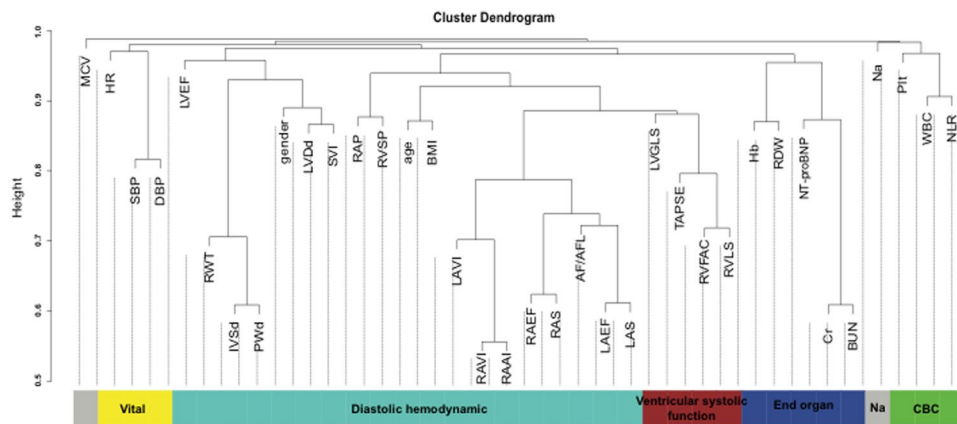 Cluster Dendrogram
Height
1.0
0.9
0.8
0.7
0.6
0.5
MCV
HR
SBP
DBP
LVEF
RWT
IVSd
PWd
gender
LVDd
SVI
RAP
RVSP
age
BMI
LAVI
RAVI
RAAI
RAEF
RAS
AF/AFL
LAEF
LAS
LVGLS
TAPSE
RVFAC
RVLS
Hb
RDW
NT-proBNP
Cr
BUN
Na
Plt
WBC
NLR
Vital
Diastolic hemodynamic
Ventricular systolic
function
End organ
Na
CBC